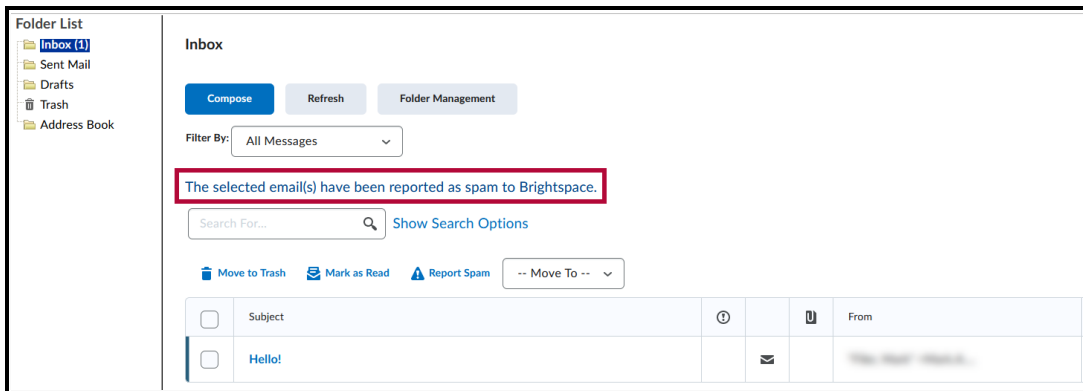 Folder List
Inbox (1)
Sent Mail
Drafts
Trash
Address Book
Inbox
Compose Refresh Folder Management
Filter By: All Messages
The selected email(s) have been reported as spam to Brightspace.
Search For... Show Search Options
Move to Trash Mark as Read Report Spam -- Move To --
Subject From
Hello!